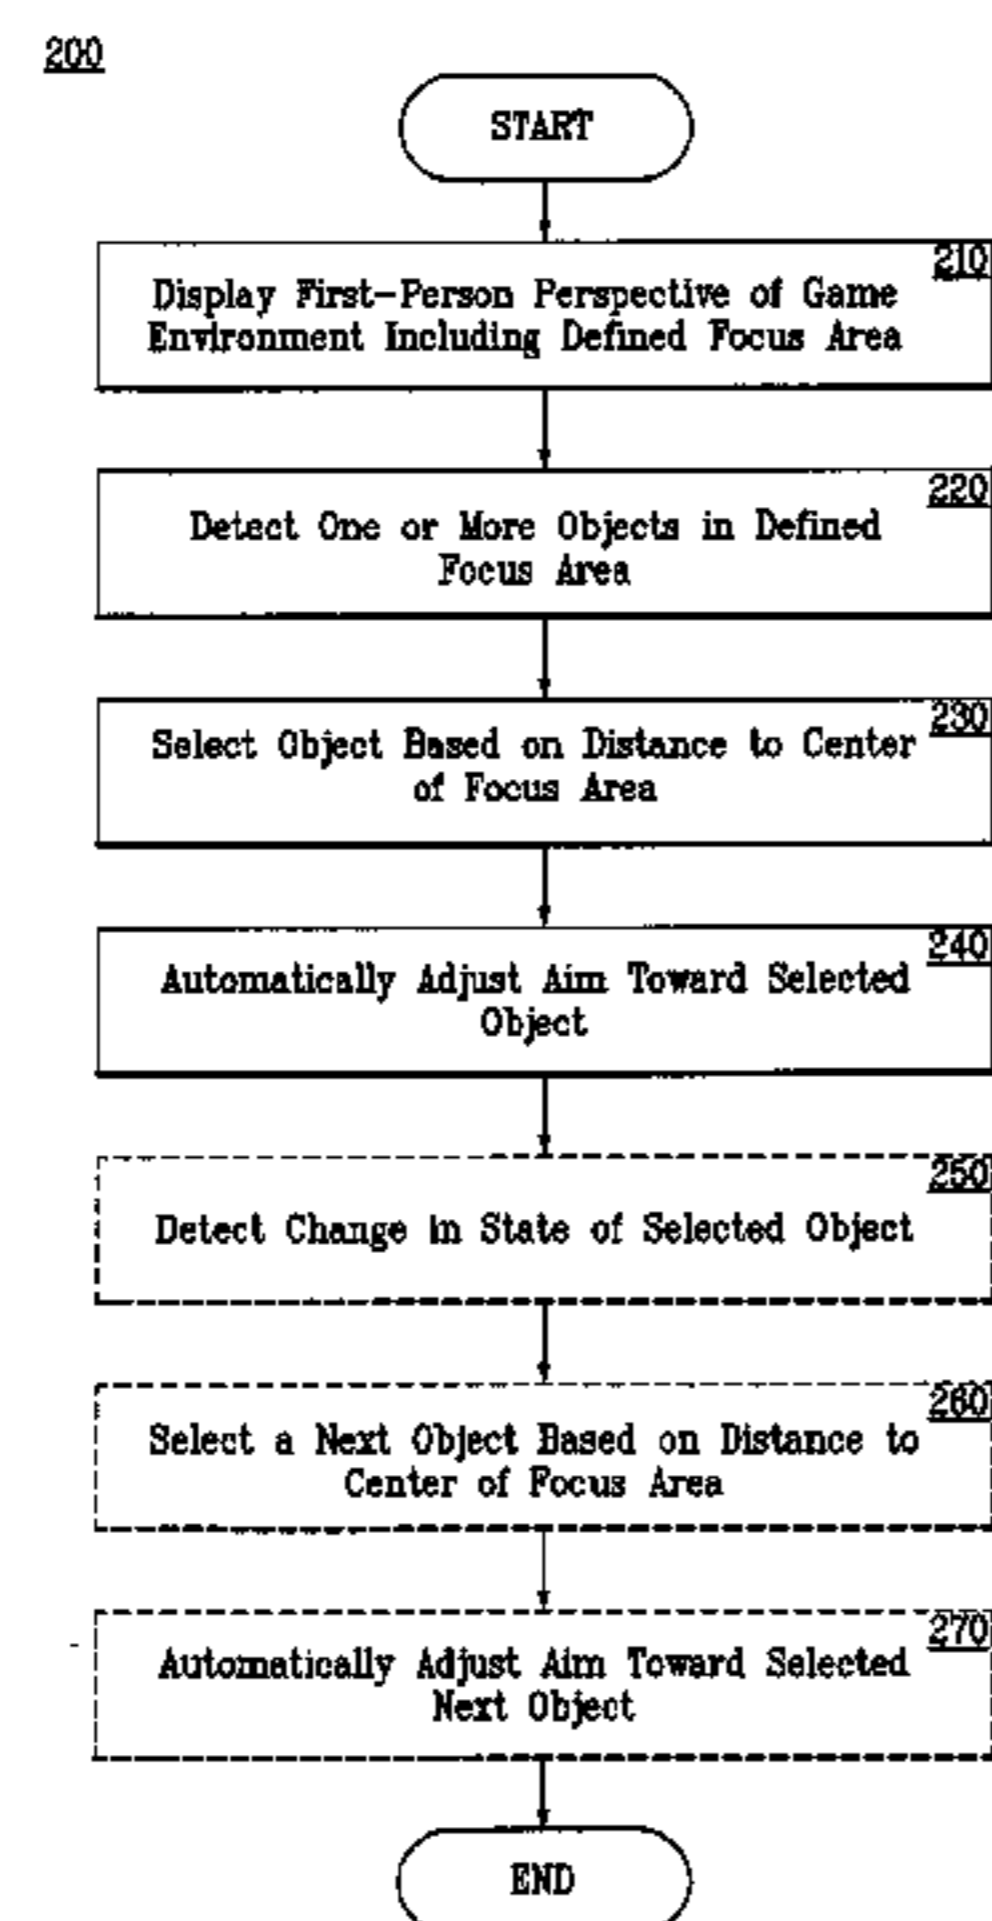 200
START
210
Display First-Person Perspective of Game
Environment Including Defined Focus Area
220
Detect One or More Objects in Defined
Focus Area
230
Select Object Based on Distance to Center
of Focus Area
240
Automatically Adjust Aim Toward Selected
Object
250
Detect Change in State of Selected Object
260
Select a Next Object Based on Distance to
Center of Focus Area
270
Automatically Adjust Aim Toward Selected
Next Object
END